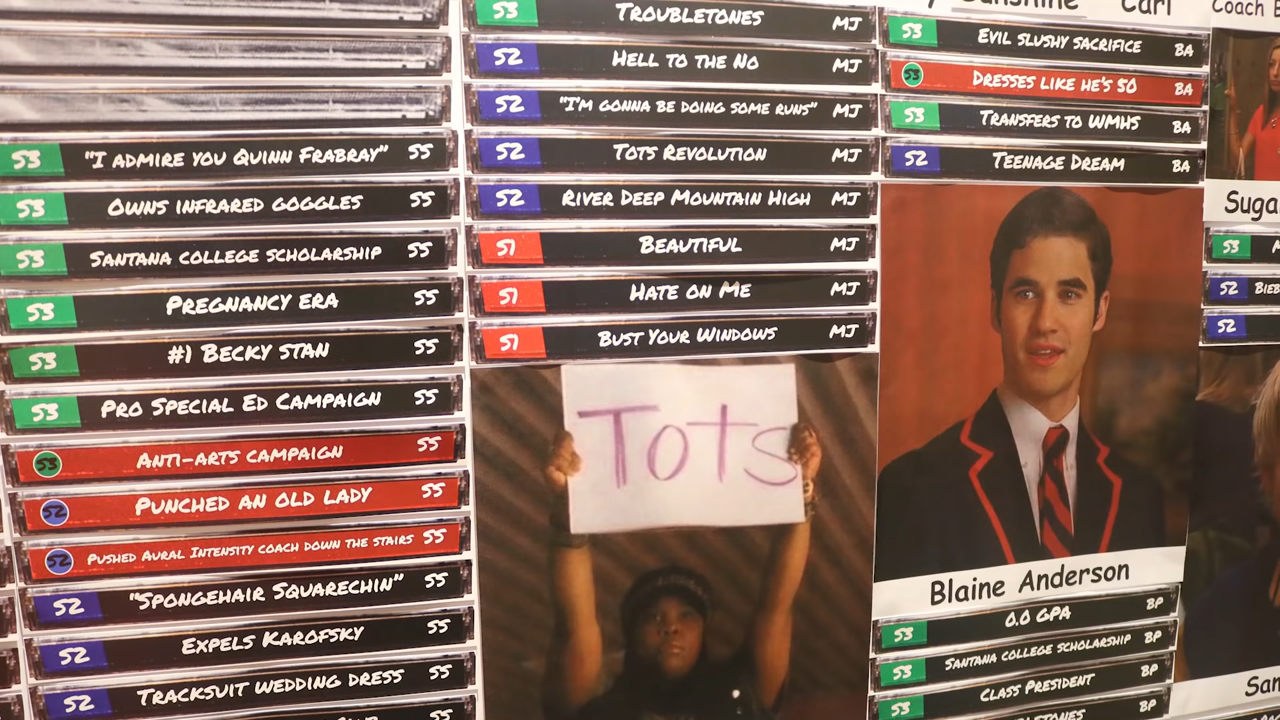 S3 "I ADMIRE YOU QUINN FRABRAY" SS
S3 OWNS INFRARED GOGGLES SS
S3 SANTANA COLLEGE SCHOLARSHIP SS
S3 PREGNANCY ERA SS
S3 #1 BECKY STAN SS
S3 PRO SPECIAL ED CAMPAIGN SS
S3 ANTI-ARTS CAMPAIGN SS
S2 PUNCHED AN OLD LADY SS
S2 PUSHED AURAL INTENSITY COACH DOWN THE STAIRS SS
S2 "SPONGEHAIR SQUARECHIN" SS
S2 EXPELS KAROFSKY SS
S2 TRACKSUIT WEDDING DRESS SS
SS
S3 TROUBLETONES MJ
S2 HELL TO THE NO MJ
S2 "I'M GONNA BE DOING SOME RUNS" MJ
S2 TOTS REVOLUTION MJ
S2 RIVER DEEP MOUNTAIN HIGH MJ
S1 BEAUTIFUL MJ
S1 HATE ON ME MJ
S1 BUST YOUR WINDOWS MJ
TOTS
Sunshine Carl
S3 EVIL SLUSHY SACRIFICE BA
S3 DRESSES LIKE HE'S 50 BA
S3 TRANSFERS TO WMHS BA
S2 TEENAGE DREAM BA
Blaine Anderson
S3 0.0 GPA BP
S3 SANTANA COLLEGE SCHOLARSHIP BP
S3 CLASS PRESIDENT BP
BP
Coach
S3
S2
S2